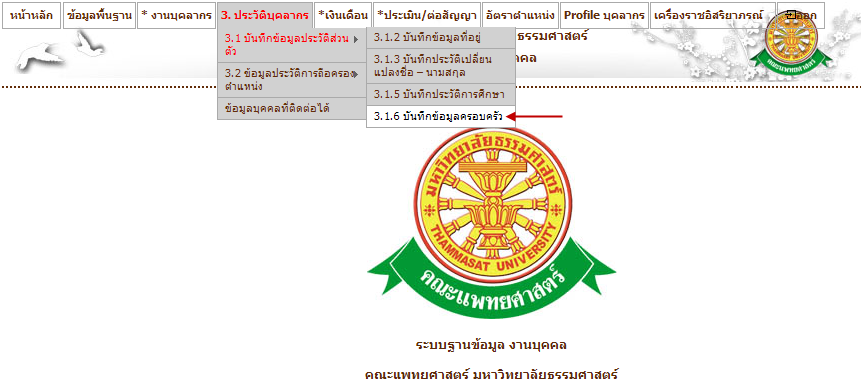 หน้าหลัก ข้อมูลพื้นฐาน * งานบุคลากร 3. ประวัติบุคลากร *เงินเดือน *ประเมิน/ต่อสัญญา อัตราตำแหน่ง Profile บุคลากร เครื่องราชอิสริยาภรณ์ ออก
3.1 บันทึกข้อมูลประวัติส่วน
ตัว
3.2 ข้อมูลประวัติการถือครอง
ตำแหน่ง
ข้อมูลบุคคลที่ติดต่อได้
3.1.2 บันทึกข้อมูลที่อยู่
3.1.3 บันทึกประวัติเปลี่ยน
แปลงชื่อ – นามสกุล
3.1.5 บันทึกประวัติการศึกษา
3.1.6 บันทึกข้อมูลครอบครัว
ธรรมศาสตร์
คคล
มหาวิทยาลัยธรรมศาสตร์
THAMMASAT UNIVERSITY
คณะแพทยศาสตร์
ระบบฐานข้อมูล งานบุคคล
คณะแพทยศาสตร์ มหาวิทยาลัยธรรมศาสตร์